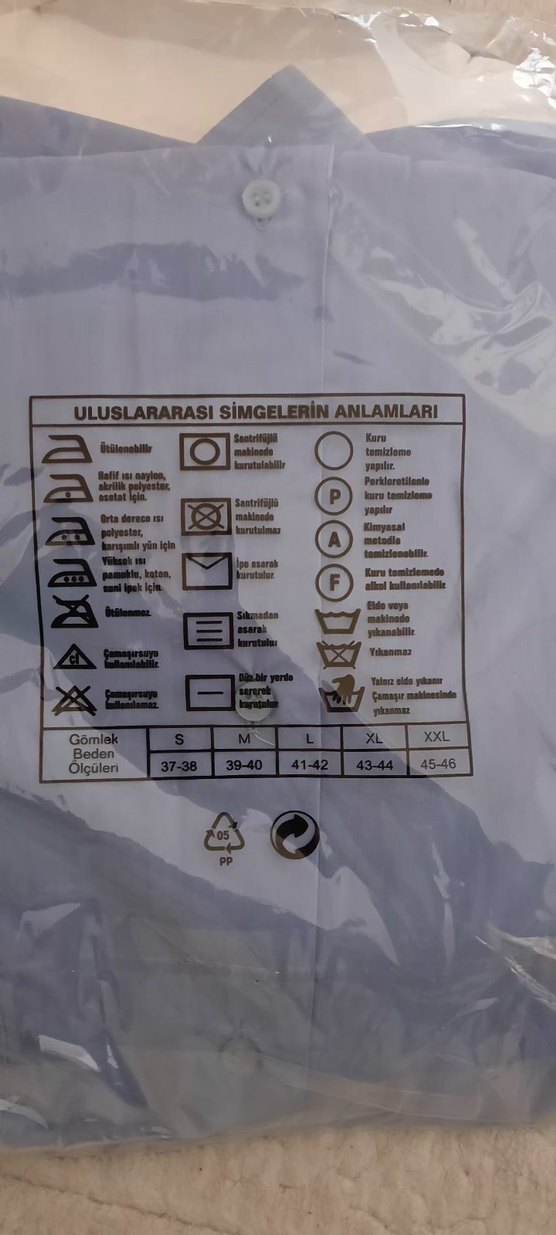 ULUSLARARASI SİMGELERİN ANLAMLARI
Ütülenebilir
Hafif ısı naylon,
akrilik polyester,
asetat için.
Orta derece ısı
polyester,
karışımlı yün için
Yüksek ısı
pamuklu, keten,
suni ipek için.
Ütülenmez.
cl
Çamaşırsuyu
kullanılabilir.
Çamaşırsuyu
kullanılamaz.
Santrifüjlü
makinede
kurutulabilir
Santrifüjlü
makinede
kurutulmaz
İpe asarak
kurutulur.
Sıkmadan
asarak
kurutulur
Düz bir yerde
sererek
kurutulur
Kuru
temizleme
yapılır.
P
Perkloretilenle
kuru temizleme
yapılır
A
Kimyasal
metodla
temizlenebilir.
F
Kuru temizlemede
alkol kullanılabilir.
Elde veya
makinede
yıkanabilir.
Yıkanmaz
Yalnız elde yıkanır
Çamaşır makinesinde
yıkanmaz
Gömlek
Beden
Ölçüleri
S M L XL XXL
37-38 39-40 41-42 43-44 45-46
05
PP